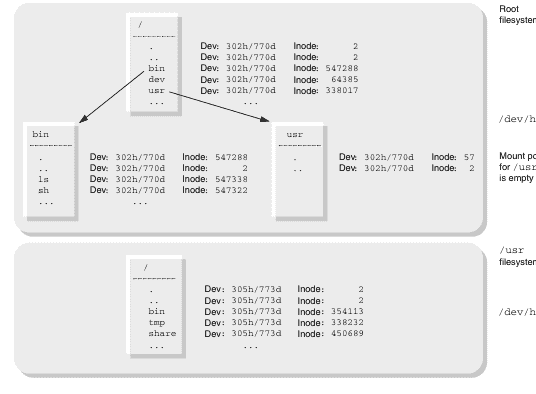 /
.
..
bin
dev
usr
...
Dev: 302h/770d Inode: 2
Dev: 302h/770d Inode: 2
Dev: 302h/770d Inode: 547288
Dev: 302h/770d Inode: 64385
Dev: 302h/770d Inode: 338017
...
Root
filesystem
/dev/h
bin
.
..
ls
sh
...
Dev: 302h/770d Inode: 547288
Dev: 302h/770d Inode: 2
Dev: 302h/770d Inode: 547338
Dev: 302h/770d Inode: 547322
...
usr
.
..
Dev: 302h/770d Inode: 57
Dev: 302h/770d Inode: 2
Mount po
for /usr
is empty
/
.
..
bin
tmp
share
...
Dev: 305h/773d Inode: 2
Dev: 305h/773d Inode: 2
Dev: 305h/773d Inode: 354113
Dev: 305h/773d Inode: 338232
Dev: 305h/773d Inode: 450689
...
/usr
filesystem
/dev/h